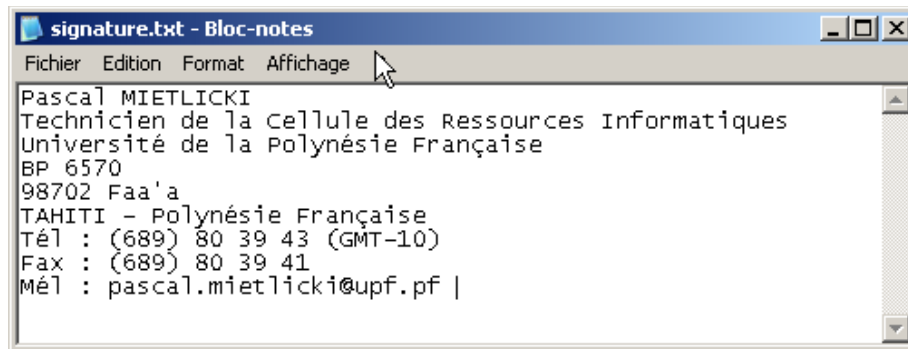 signature.txt - Bloc-notes
Fichier Edition Format Affichage
Pascal MIETLICKI
Technicien de la Cellule des Ressources Informatiques
Université de la Polynésie Française
BP 6570
98702 Faa'a
TAHITI - Polynésie Française
Tél : (689) 80 39 43 (GMT-10)
Fax : (689) 80 39 41
Mél : pascal.mietlicki@upf.pf